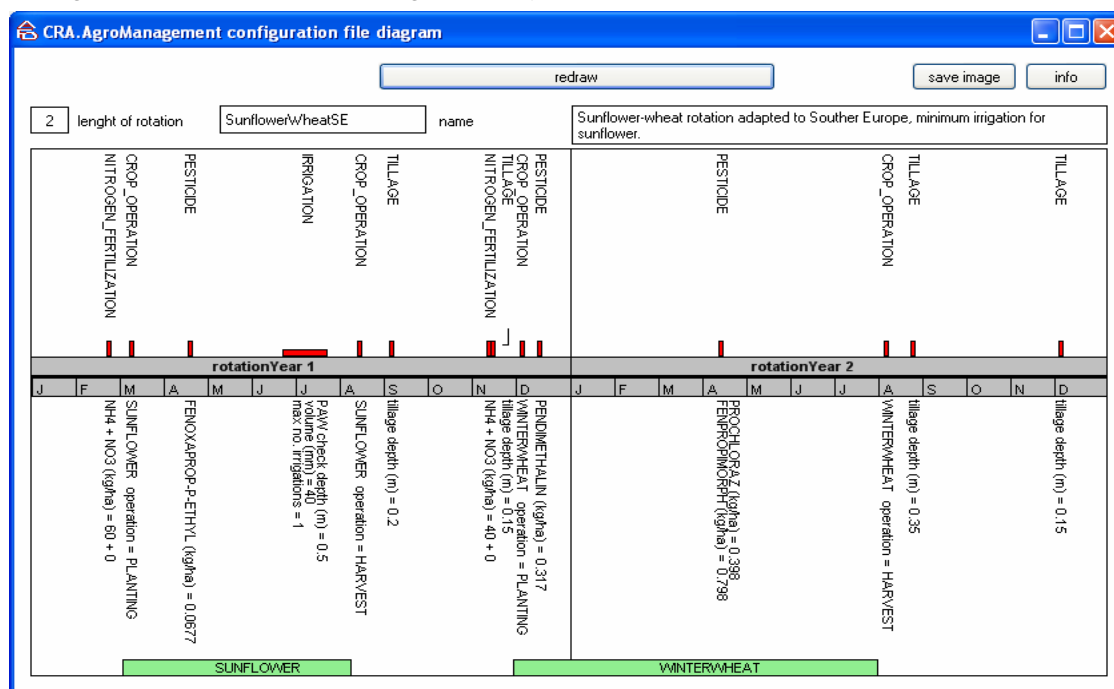 CRA.AgroManagement configuration file diagram
redraw
save image
info
2
lenght of rotation
SunflowerWheatSE
name
Sunflower-wheat rotation adapted to Souther Europe, minimum irrigation for
sunflower.
NITROGEN_FERTILIZATION
CROP_OPERATION
PESTICIDE
IRRIGATION
CROP_OPERATION
TILLAGE
NITROGEN_FERTILIZATION
TILLAGE
CROP_OPERATION
PESTICIDE
PESTICIDE
CROP_OPERATION
TILLAGE
TILLAGE
rotationYear 1
rotationYear 2
J F M A M J J A S O N D J F M A M J J A S O N D
NH4 + NO3 (kg/ha) = 60 + 0
SUNFLOWER operation = PLANTING
FENOXAPROP-P-ETHYL (kg/ha) = 0.0677
PAW check depth (m) = 0.5
volume (mm) = 40
max no. irrigations = 1
SUNFLOWER operation = HARVEST
tillage depth (m) = 0.2
NH4 + NO3 (kg/ha) = 40 + 0
tillage depth (m) = 0.15
WINTERWHEAT operation = PLANTING
PENDIMETHALIN (kg/ha) = 0.317
PROCHLORAZ (kg/ha) = 0.398
FENPROPIMORPH (kg/ha) = 0.798
WINTERWHEAT operation = HARVEST
tillage depth (m) = 0.35
tillage depth (m) = 0.15
SUNFLOWER
WINTERWHEAT